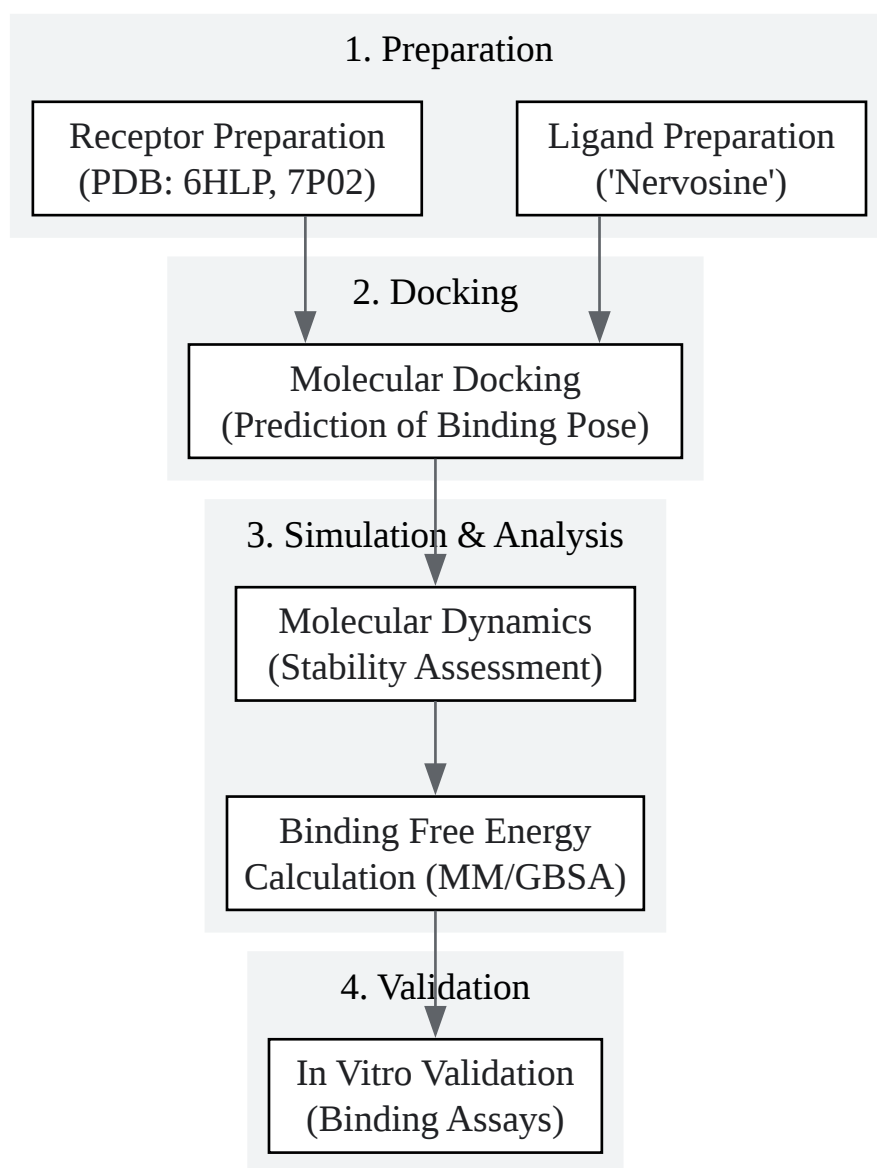 1. Preparation
Receptor Preparation
(PDB: 6HLP, 7P02)
Ligand Preparation
('Nervosine')
2. Docking
Molecular Docking
(Prediction of Binding Pose)
3. Simulation & Analysis
Molecular Dynamics
(Stability Assessment)
Binding Free Energy
Calculation (MM/GBSA)
4. Validation
In Vitro Validation
(Binding Assays)